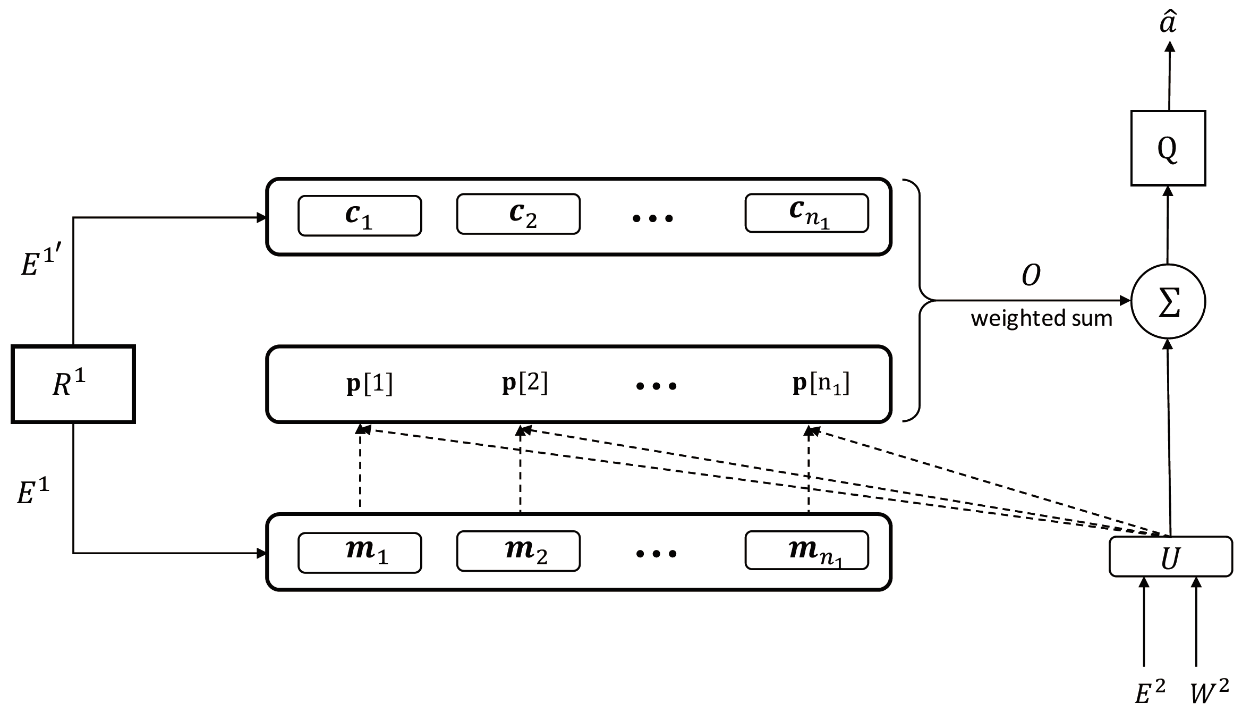 â
Q
𝒄₁ 𝒄₂ ... 𝒄ₙ₁
E¹′
O
Σ
weighted sum
R¹
𝐩[1] 𝐩[2] ... 𝐩[n₁]
E¹
𝒎₁ 𝒎₂ ... 𝒎ₙ₁
U
E² W²